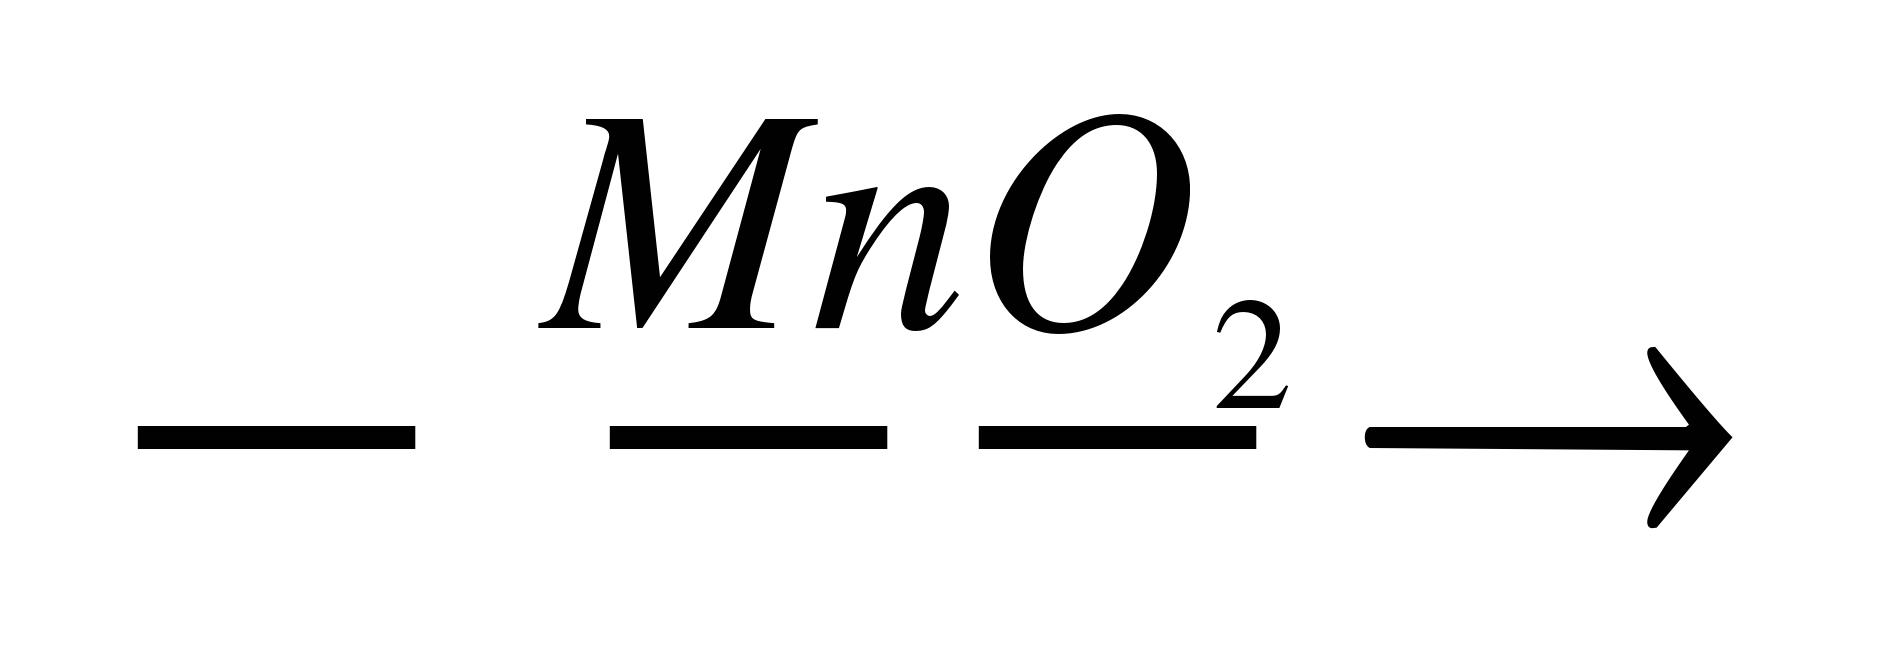 MnO₂
— — — →